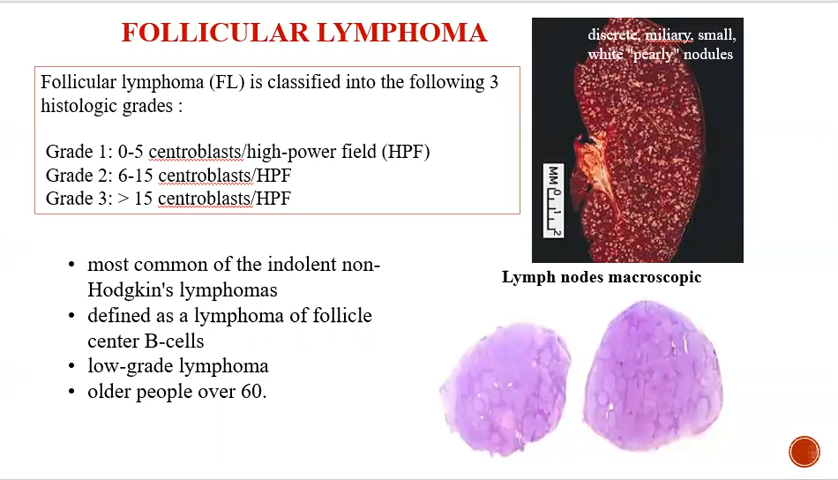 FOLLICULAR LYMPHOMA
Follicular lymphoma (FL) is classified into the following 3
histologic grades :
Grade 1: 0-5 centroblasts/high-power field (HPF)
Grade 2: 6-15 centroblasts/HPF
Grade 3: > 15 centroblasts/HPF
• most common of the indolent non-
Hodgkin's lymphomas
• defined as a lymphoma of follicle
center B-cells
• low-grade lymphoma
• older people over 60.
discrete, miliary, small,
white "pearly" nodules
MM 0 1 2
Lymph nodes macroscopic